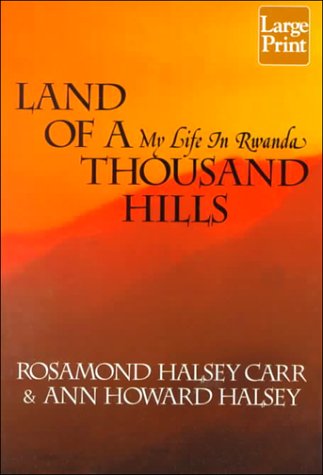 Large
Print
LAND
OF A My Life In Rwanda
THOUSAND
HILLS
ROSAMOND HALSEY CARR
& ANN HOWARD HALSEY